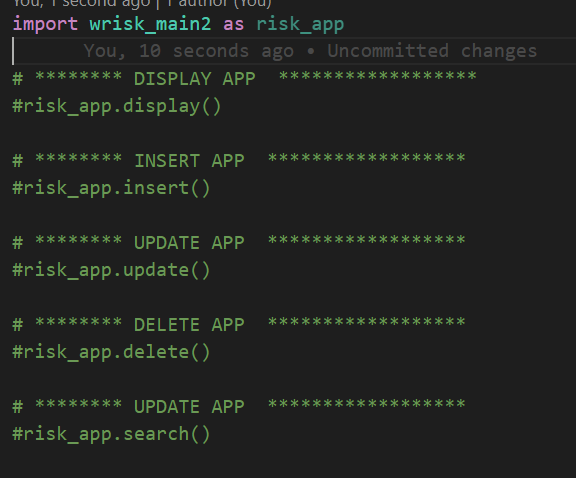 You, 1 second ago | 1 author (You)
import wrisk_main2 as risk_app
You, 10 seconds ago • Uncommitted changes
# ******** DISPLAY APP  ******************
#risk_app.display()
# ******** INSERT APP  ******************
#risk_app.insert()
# ******** UPDATE APP  ******************
#risk_app.update()
# ******** DELETE APP  ******************
#risk_app.delete()
# ******** UPDATE APP  ******************
#risk_app.search()